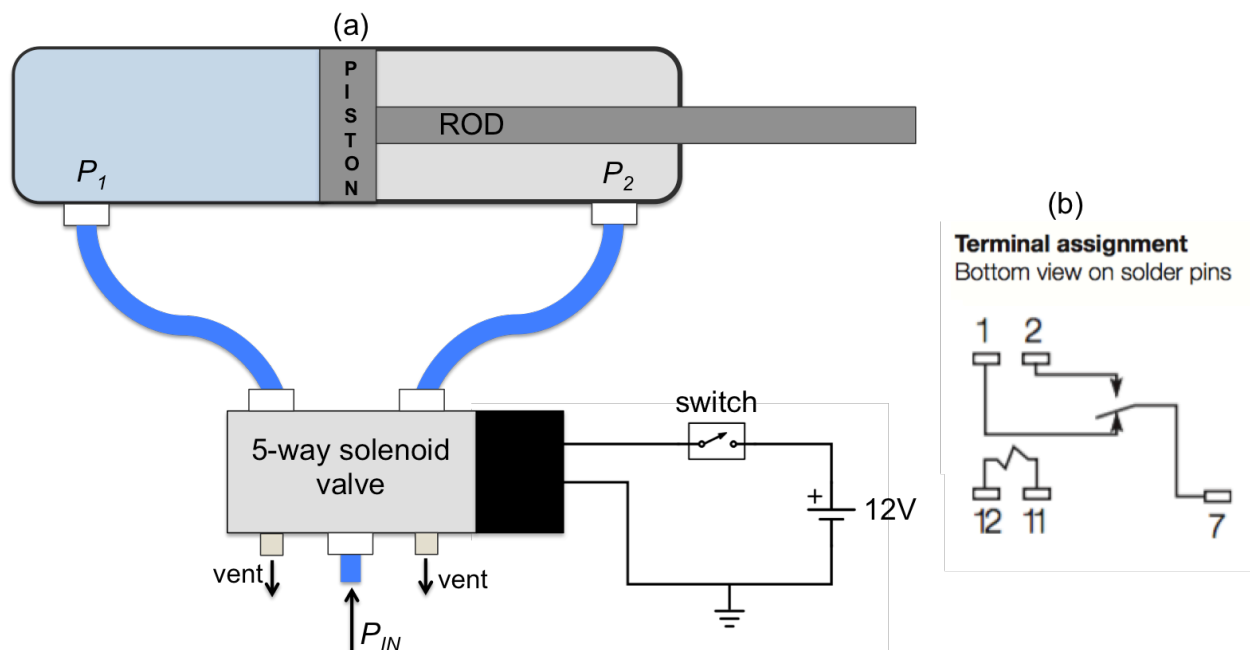 (a)
PISTON
ROD
P1
P2
(b)
Terminal assignment
Bottom view on solder pins
1 2
12 11 7
switch
5-way solenoid
valve
+
12V
vent
vent
PIN